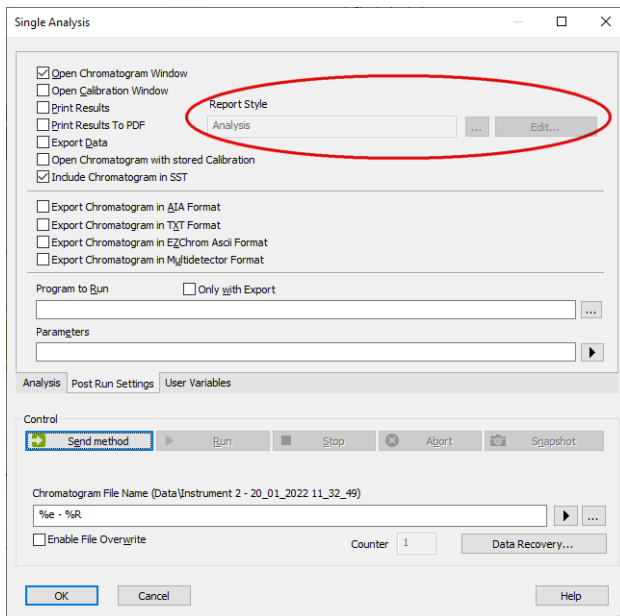 Single Analysis
Open Chromatogram Window
Open Calibration Window
Print Results
Report Style
Print Results To PDF
Analysis ... Edit...
Export Data
Open Chromatogram with stored Calibration
Include Chromatogram in SST
Export Chromatogram in AIA Format
Export Chromatogram in TXT Format
Export Chromatogram in EZChrom Ascii Format
Export Chromatogram in Multidetector Format
Program to Run Only with Export
...
Parameters
Analysis Post Run Settings User Variables
Control
Send method Run Stop Abort Snapshot
Chromatogram File Name (Data\Instrument 2 - 20_01_2022 11_32_49)
%e - %R ...
Enable File Overwrite Counter 1 Data Recovery...
OK Cancel Help